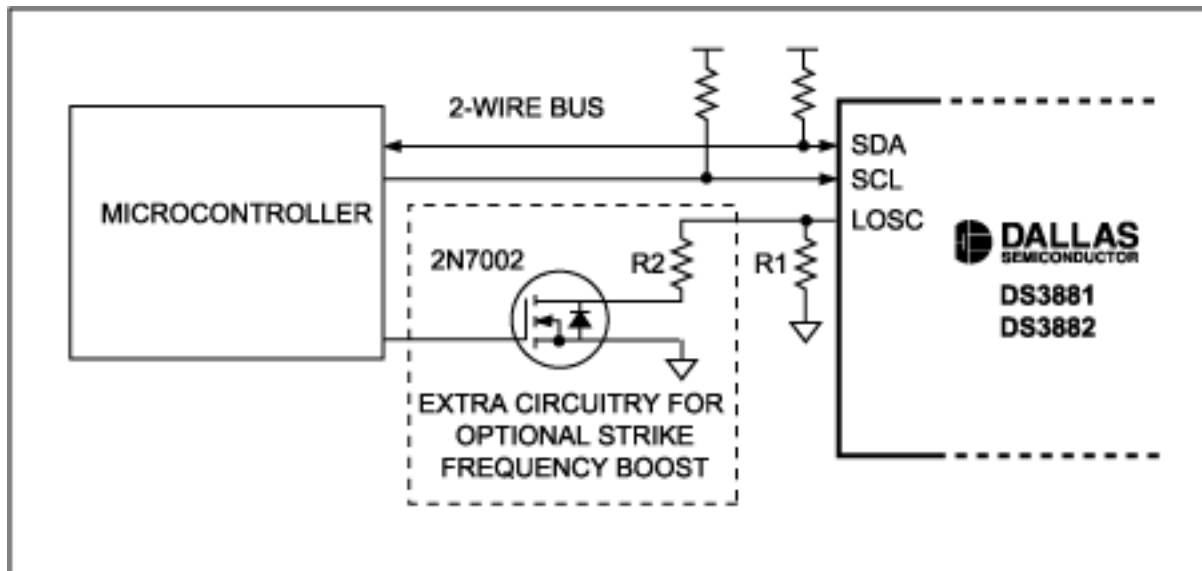 2-WIRE BUS
SDA
SCL
MICROCONTROLLER
LOSC
2N7002
R2
R1
DALLAS
SEMICONDUCTOR
DS3881
DS3882
EXTRA CIRCUITRY FOR
OPTIONAL STRIKE
FREQUENCY BOOST